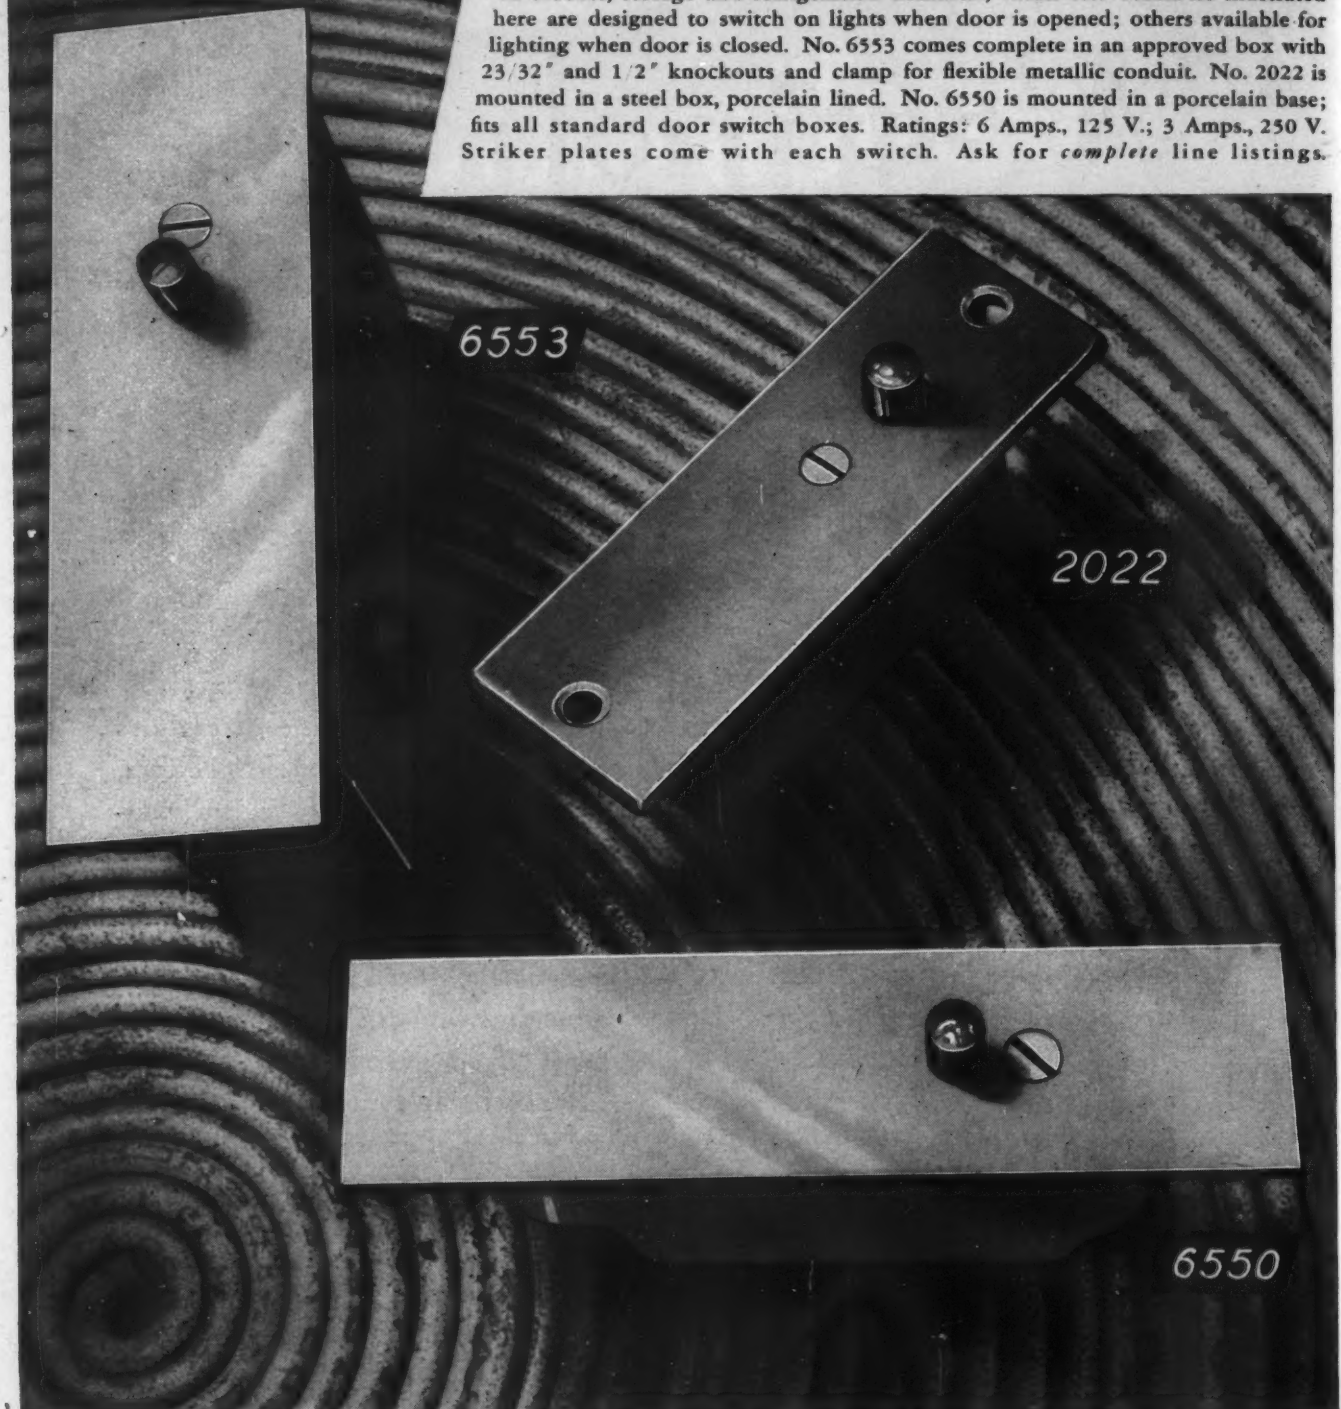 here are designed to switch on lights when door is opened; others available for
lighting when door is closed. No. 6553 comes complete in an approved box with
23/32" and 1/2" knockouts and clamp for flexible metallic conduit. No. 2022 is
mounted in a steel box, porcelain lined. No. 6550 is mounted in a porcelain base;
fits all standard door switch boxes. Ratings: 6 Amps., 125 V.; 3 Amps., 250 V.
Striker plates come with each switch. Ask for complete line listings.
6553
2022
6550